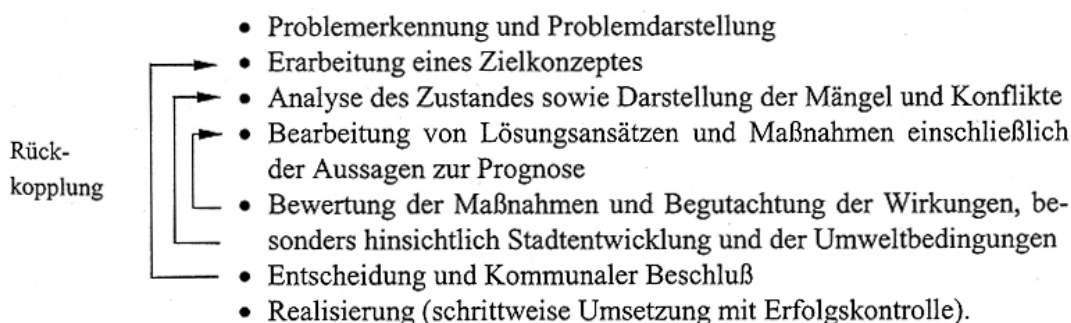 • Problemerkennung und Problemdarstellung
• Erarbeitung eines Zielkonzeptes
• Analyse des Zustandes sowie Darstellung der Mängel und Konflikte
• Bearbeitung von Lösungsansätzen und Maßnahmen einschließlich
der Aussagen zur Prognose
Rück-
kopplung
• Bewertung der Maßnahmen und Begutachtung der Wirkungen, be-
sonders hinsichtlich Stadtentwicklung und der Umweltbedingungen
• Entscheidung und Kommunaler Beschluß
• Realisierung (schrittweise Umsetzung mit Erfolgskontrolle).